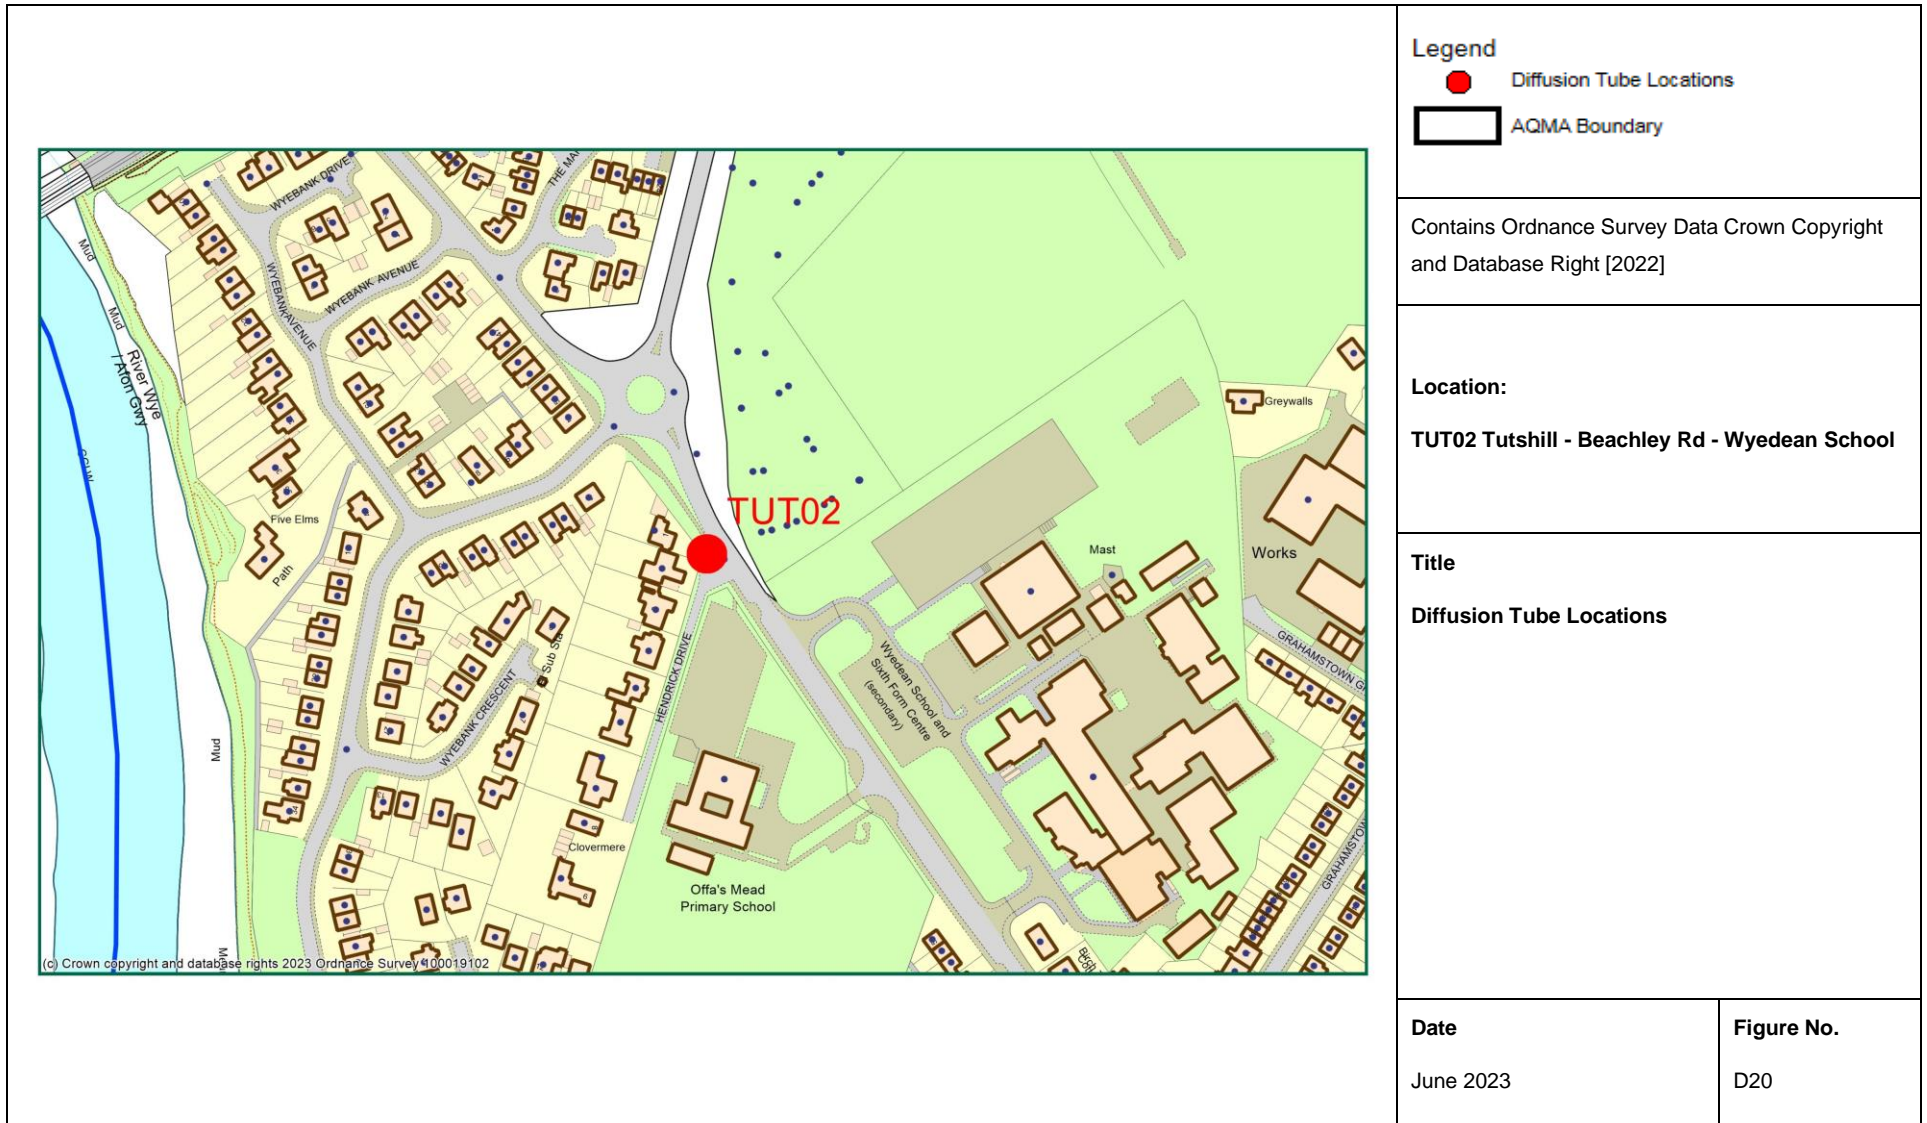 WYEBANK DRIVE
WYEBANK AVENUE
WYEBANK AVENUE
Mud
Mud
River Wye
/ Afon Gwy
Five Elms
Path
TUT02
Greywalls
Works
Mast
Sub Sta
WYEBANK CRESCENT
HENDRICK DRIVE
Wyedean School and
Sixth Form Centre
(secondary)
GRAHAMSTOWN
GRAHAMSTOW
Mud
Clovermere
Offa's Mead
Primary School
(c) Crown copyright and database rights 2023 Ordnance Survey 100019102
Legend
Diffusion Tube Locations
AQMA Boundary
Contains Ordnance Survey Data Crown Copyright
and Database Right [2022]
Location:
TUT02 Tutshill - Beachley Rd - Wyedean School
Title
Diffusion Tube Locations
Date
June 2023
Figure No.
D20